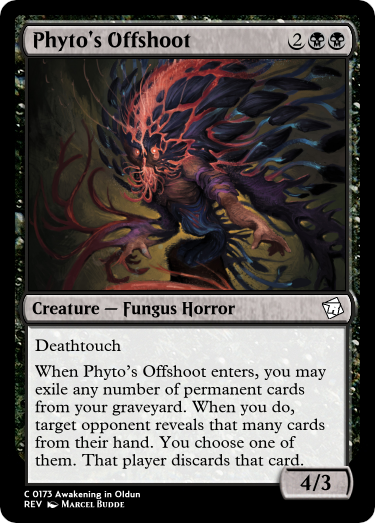 Phyto's Offshoot 2
Creature — Fungus Horror
Deathtouch
When Phyto's Offshoot enters, you may
exile any number of permanent cards
from your graveyard. When you do,
target opponent reveals that many cards
from their hand. You choose one of
them. That player discards that card.
4/3
C 0173 Awakening in Oldun
REV Marcel Budde